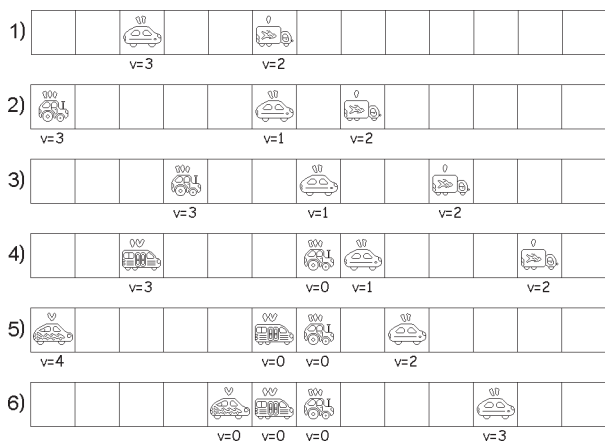 1)
v=3 v=2
2)
v=3 v=1 v=2
3)
v=3 v=1 v=2
4)
v=3 v=0 v=1 v=2
5)
v=4 v=0 v=0 v=2
6)
v=0 v=0 v=0 v=3